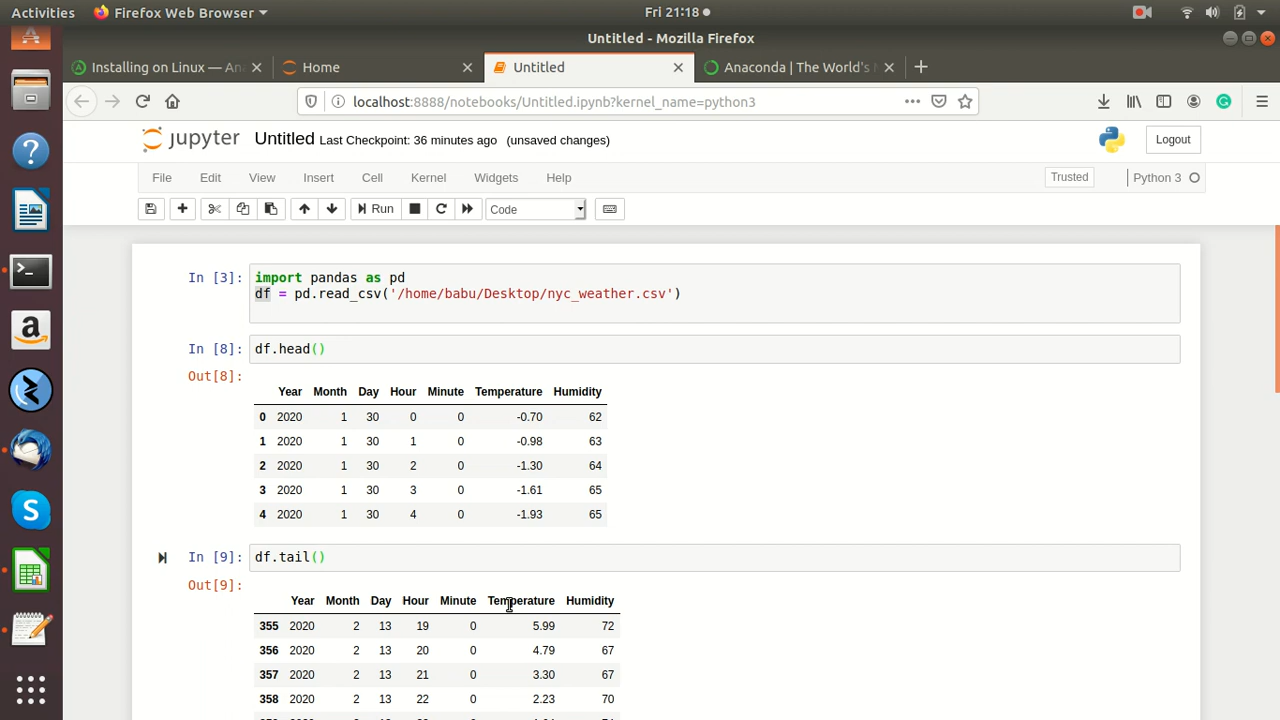 Activities Firefox Web Browser Fri 21:18
Untitled - Mozilla Firefox
Installing on Linux — An Home Untitled Anaconda | The World's M
localhost:8888/notebooks/Untitled.ipynb?kernel_name=python3
jupyter Untitled Last Checkpoint: 36 minutes ago (unsaved changes) Logout
File Edit View Insert Cell Kernel Widgets Help Trusted Python 3
Run Code
In [3]: import pandas as pd
df = pd.read_csv('/home/babu/Desktop/nyc_weather.csv')
In [8]: df.head()
Out[8]:
Year Month Day Hour Minute Temperature Humidity
0 2020 1 30 0 0 -0.70 62
1 2020 1 30 1 0 -0.98 63
2 2020 1 30 2 0 -1.30 64
3 2020 1 30 3 0 -1.61 65
4 2020 1 30 4 0 -1.93 65
In [9]: df.tail()
Out[9]:
Year Month Day Hour Minute Temperature Humidity
355 2020 2 13 19 0 5.99 72
356 2020 2 13 20 0 4.79 67
357 2020 2 13 21 0 3.30 67
358 2020 2 13 22 0 2.23 70